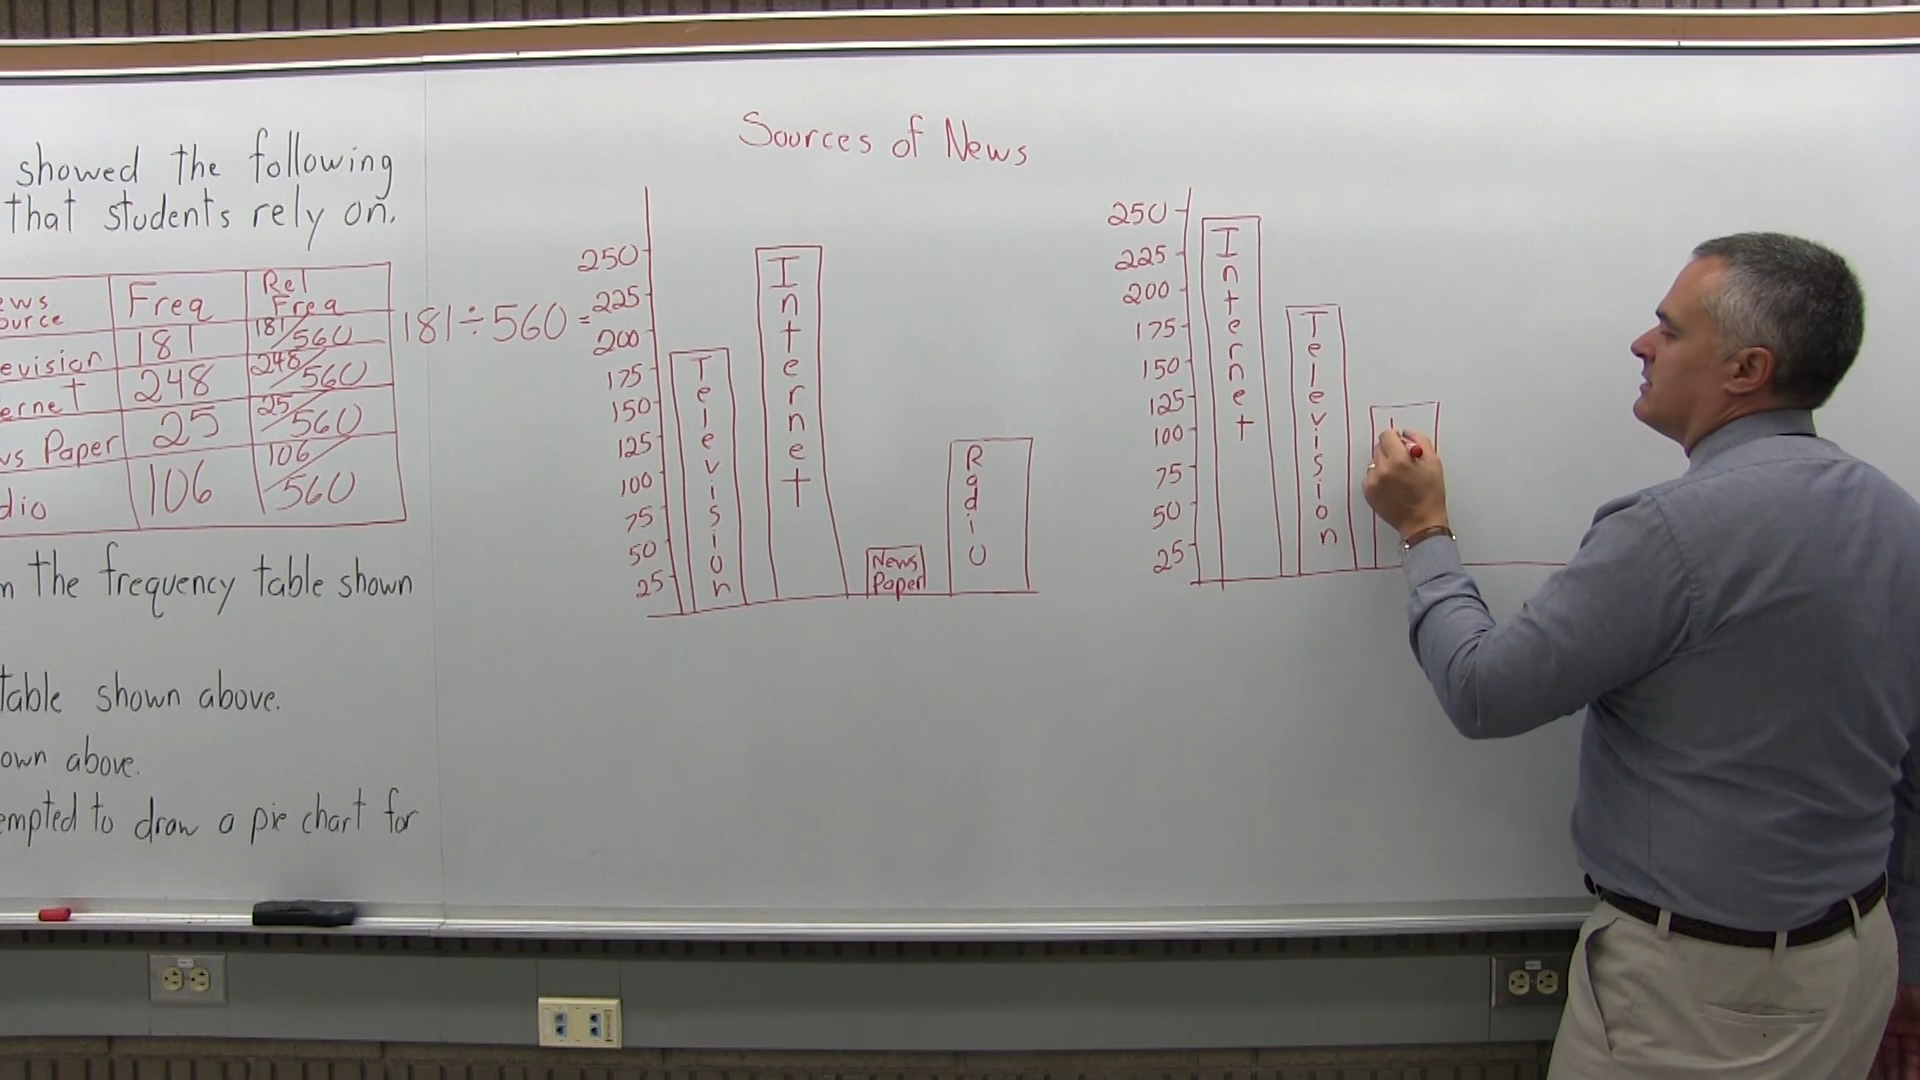 showed the following
that students rely on.
ews Freq Rel
ource Freq
evision 181 181/560
ernet 248 248/560
ws Paper 25 25/560
dio 106 106/560
181÷560=
n the frequency table shown
table shown above.
own above.
empted to draw a pie chart for
Sources of News
250
225
200
175
150
125
100
75
50
25
Television
Internet
News
Paper
Radio
250
225
200
175
150
125
100
75
50
25
Internet
Television